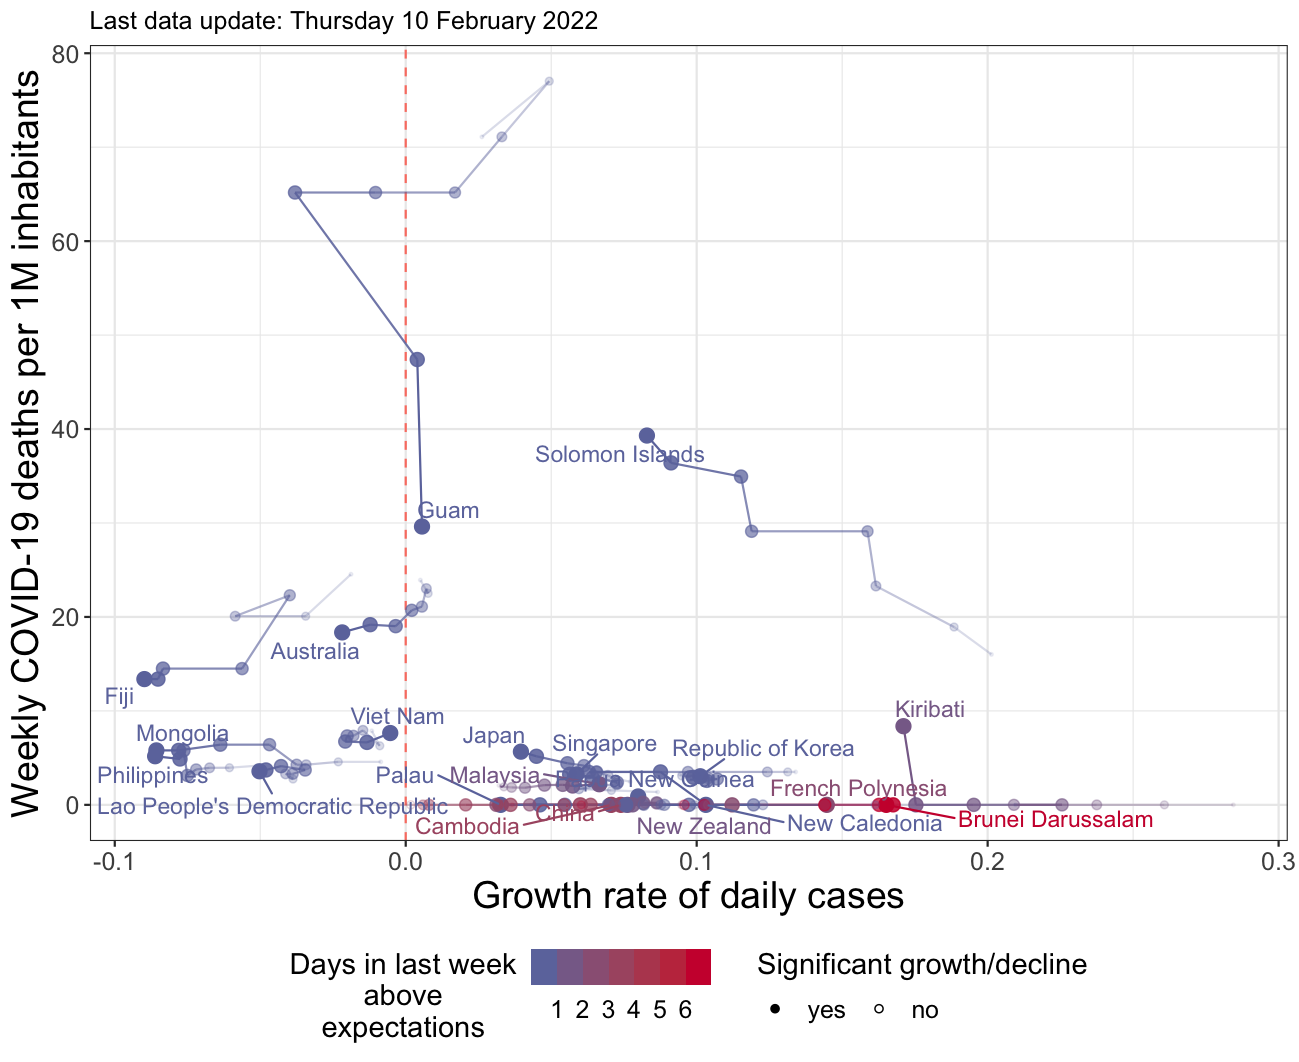 Last data update: Thursday 10 February 2022
Weekly COVID-19 deaths per 1M inhabitants
80
60
40
20
0
Solomon Islands
Guam
Australia
Fiji
Kiribati
Viet Nam
Mongolia
Japan
Singapore
Republic of Korea
Philippines
Palau
Malaysia
New Guinea
French Polynesia
Lao People's Democratic Republic
China
Cambodia
New Zealand
New Caledonia
Brunei Darussalam
-0.1
0.0
0.1
0.2
0.3
Growth rate of daily cases
Days in last week
above
expectations
1 2 3 4 5 6
Significant growth/decline
yes
no